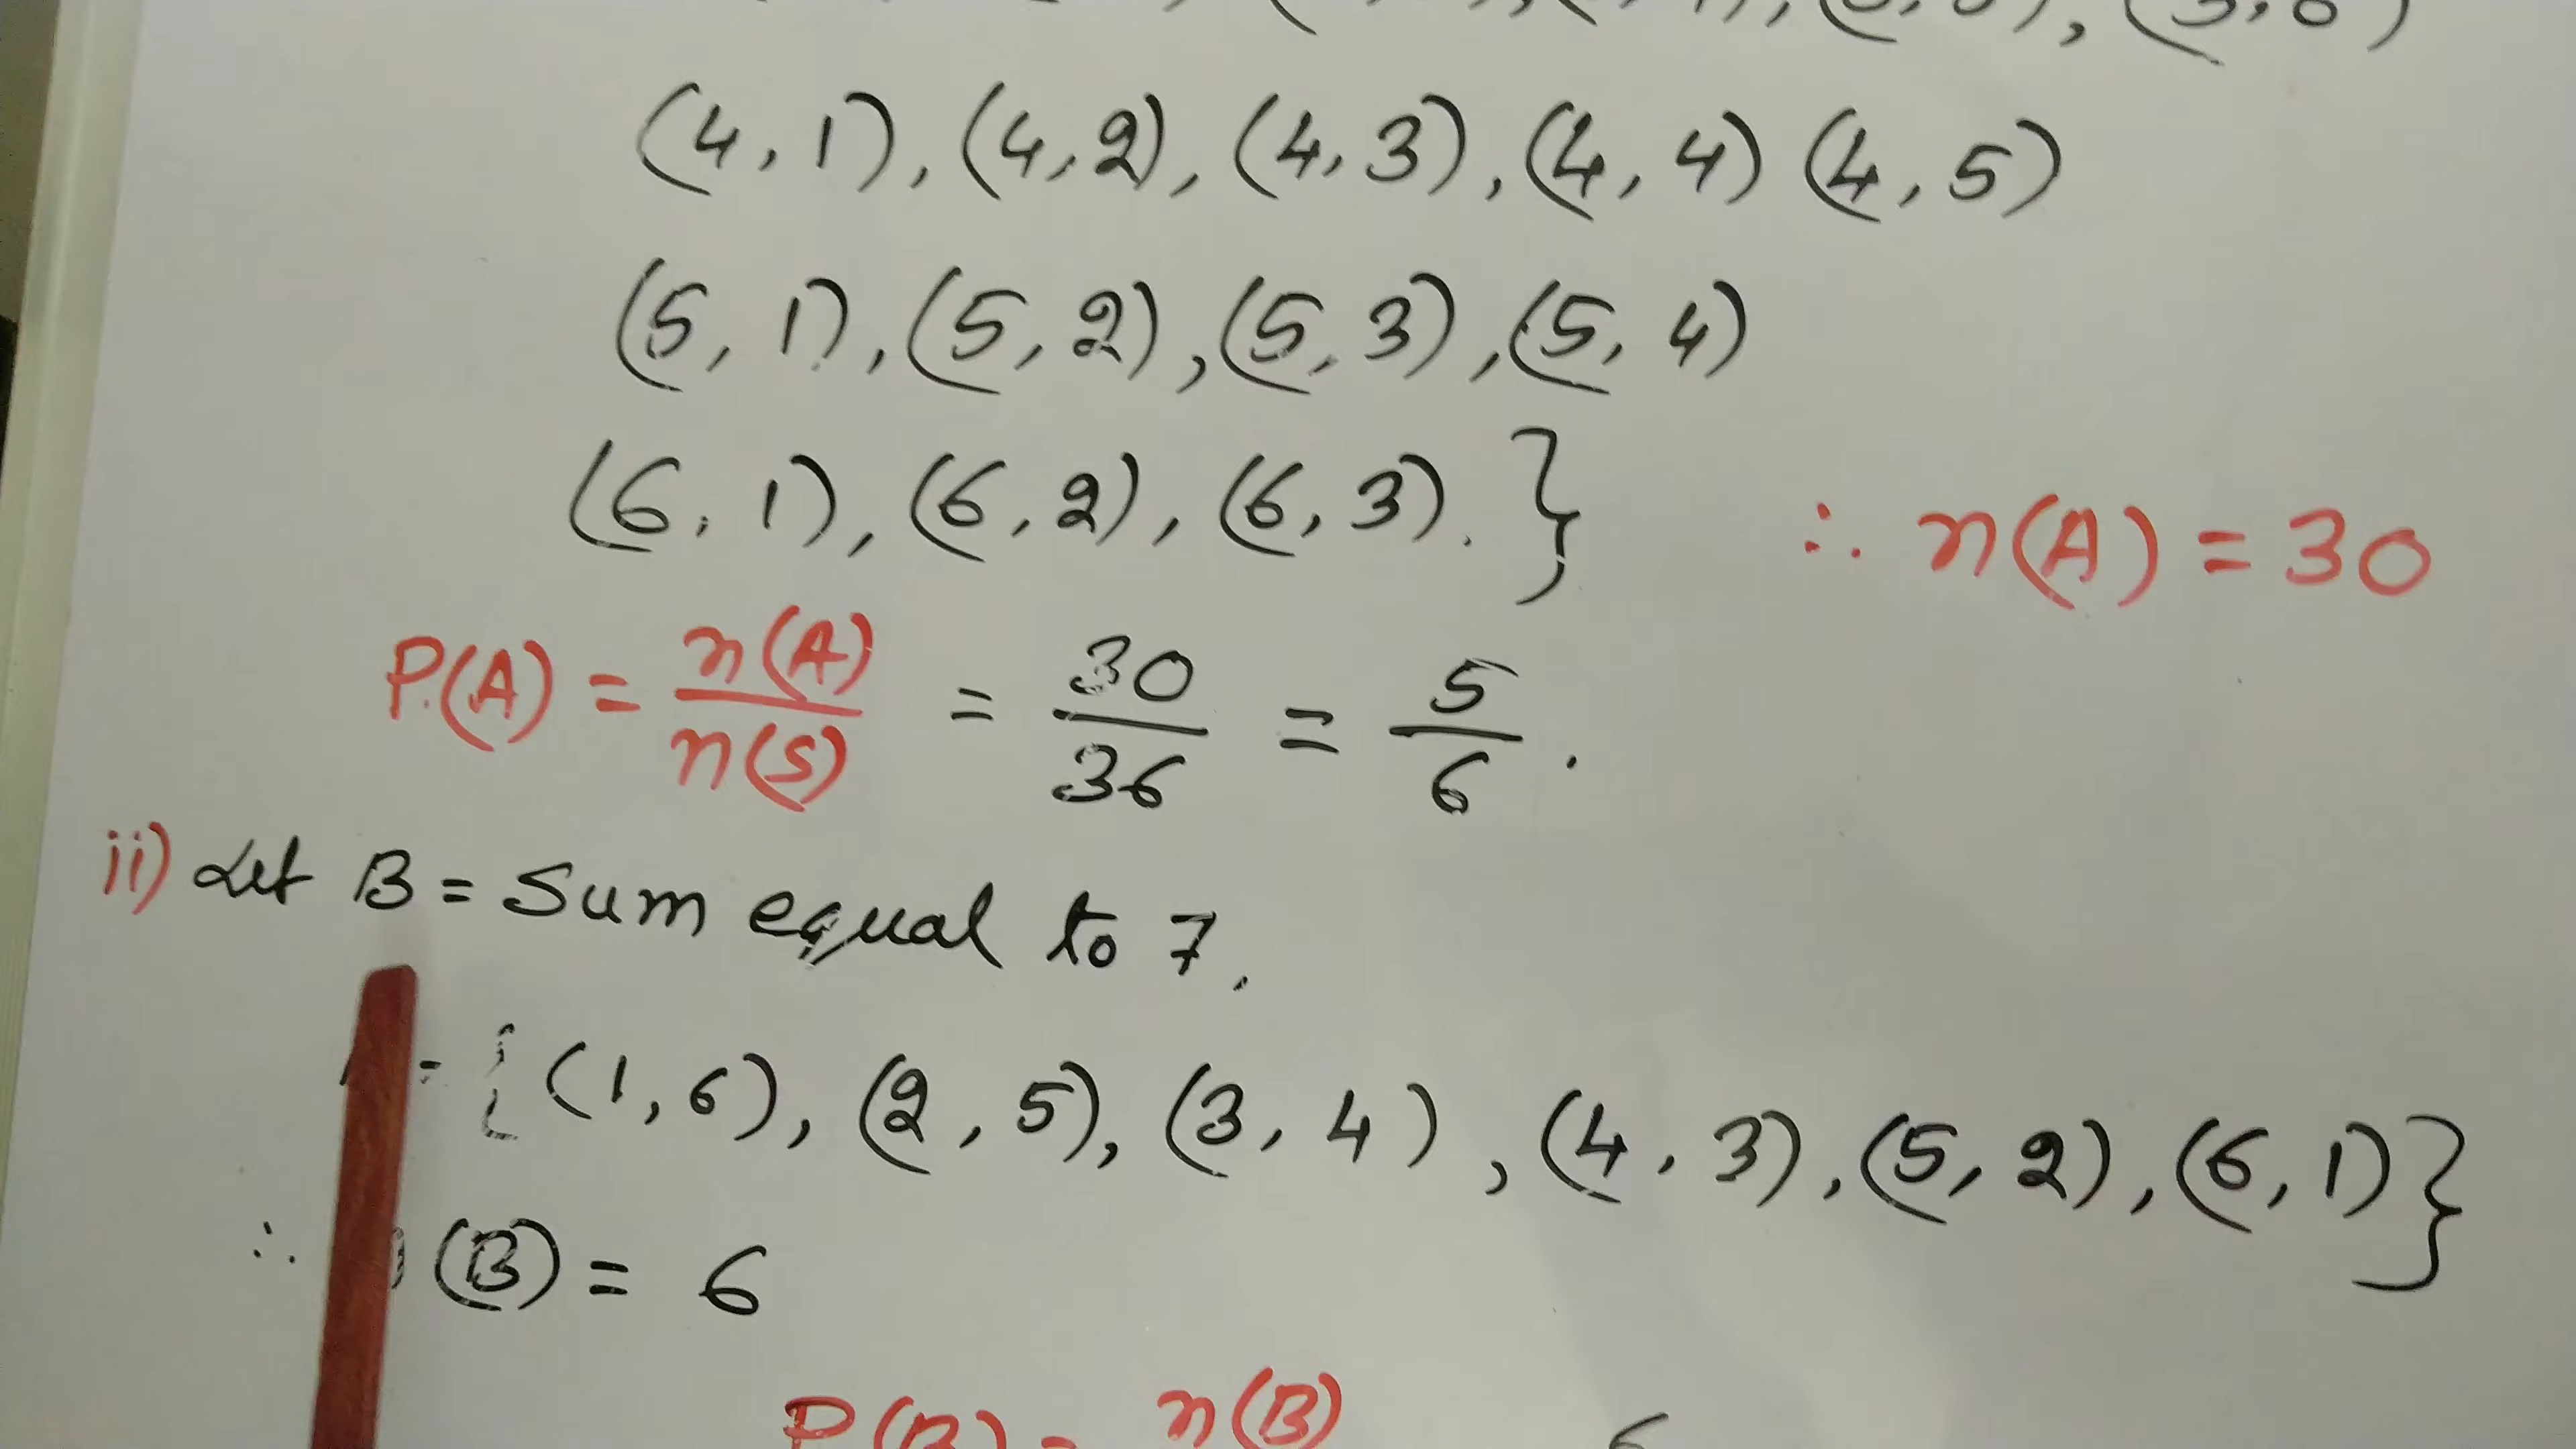 (4, 1), (4, 2), (4, 3), (4, 4) (4, 5)
(5, 1), (5, 2), (5, 3), (5, 4)
(6, 1), (6, 2), (6, 3). }
∴ n(A) = 30
P(A) = n(A)/n(S) = 30/36 = 5/6 .
ii) Let B = Sum equal to 7.
= { (1, 6), (2, 5), (3, 4), (4, 3), (5, 2), (6, 1) }
∴ (B) = 6
P(B) = n(B)